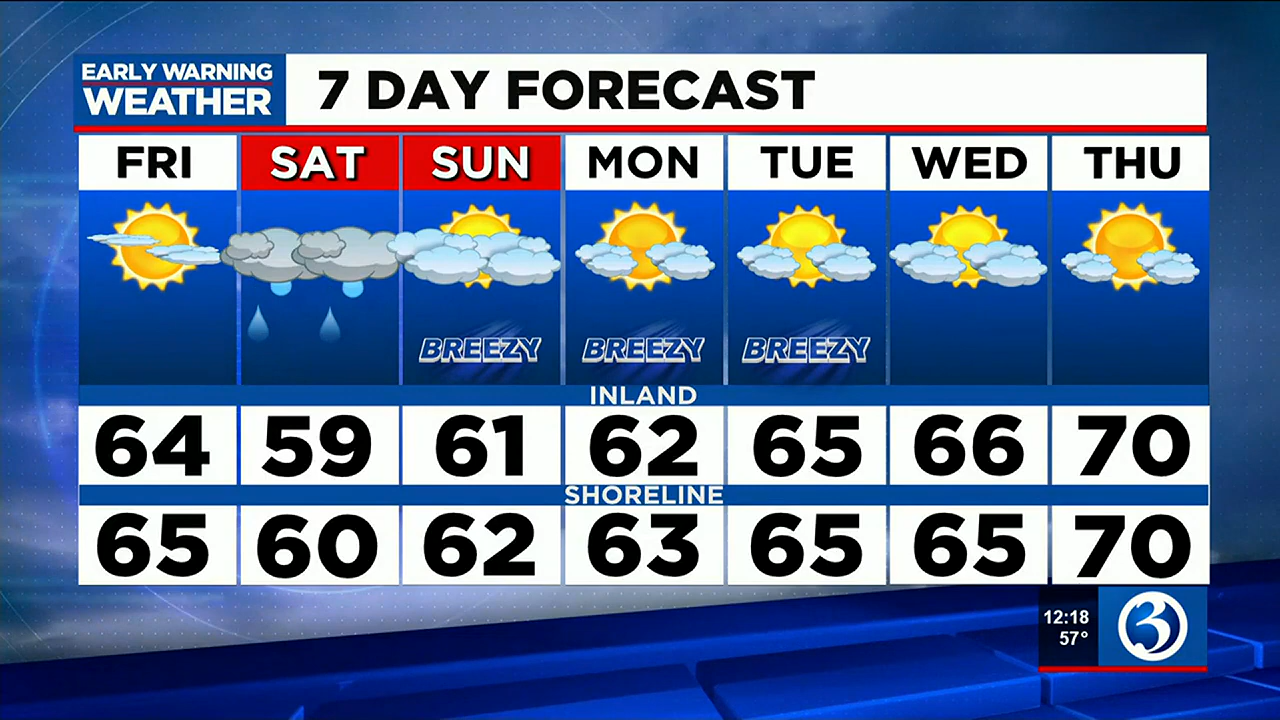 EARLY WARNING
WEATHER
7 DAY FORECAST
FRI SAT SUN MON TUE WED THU
BREEZY BREEZY BREEZY
INLAND
64 59 61 62 65 66 70
SHORELINE
65 60 62 63 65 65 70
12:18
57°
3